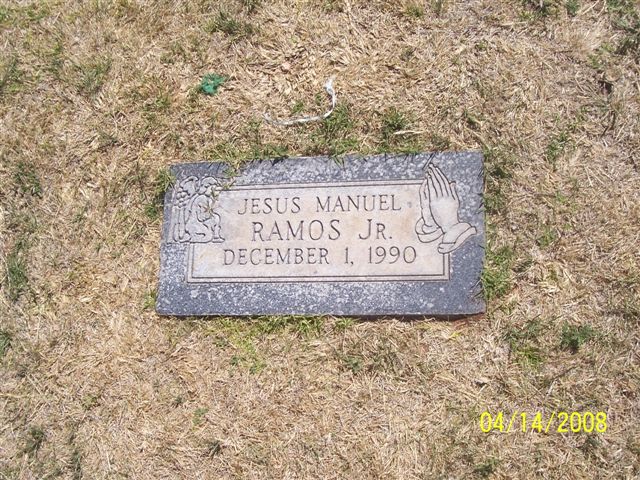 JESUS MANUEL
RAMOS JR.
DECEMBER 1, 1990
04/14/2008